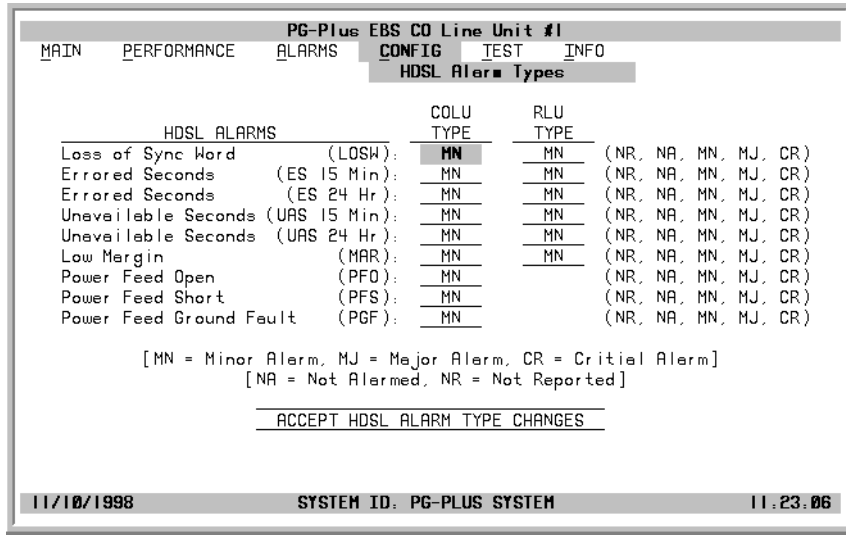 PG-Plus EBS CO Line Unit #1
MAIN PERFORMANCE ALARMS CONFIG TEST INFO
HDSL Alarm Types
COLU RLU
HDSL ALARMS TYPE TYPE
Loss of Sync Word (LOSW): MN MN (NR, NA, MN, MJ, CR)
Errored Seconds (ES 15 Min): MN MN (NR, NA, MN, MJ, CR)
Errored Seconds (ES 24 Hr): MN MN (NR, NA, MN, MJ, CR)
Unavailable Seconds (UAS 15 Min): MN MN (NR, NA, MN, MJ, CR)
Unavailable Seconds (UAS 24 Hr): MN MN (NR, NA, MN, MJ, CR)
Low Margin (MAR): MN MN (NR, NA, MN, MJ, CR)
Power Feed Open (PFO): MN (NR, NA, MN, MJ, CR)
Power Feed Short (PFS): MN (NR, NA, MN, MJ, CR)
Power Feed Ground Fault (PGF): MN (NR, NA, MN, MJ, CR)
[MN = Minor Alarm, MJ = Major Alarm, CR = Critial Alarm]
[NA = Not Alarmed, NR = Not Reported]
ACCEPT HDSL ALARM TYPE CHANGES
11/10/1998 SYSTEM ID: PG-PLUS SYSTEM 11:23:06